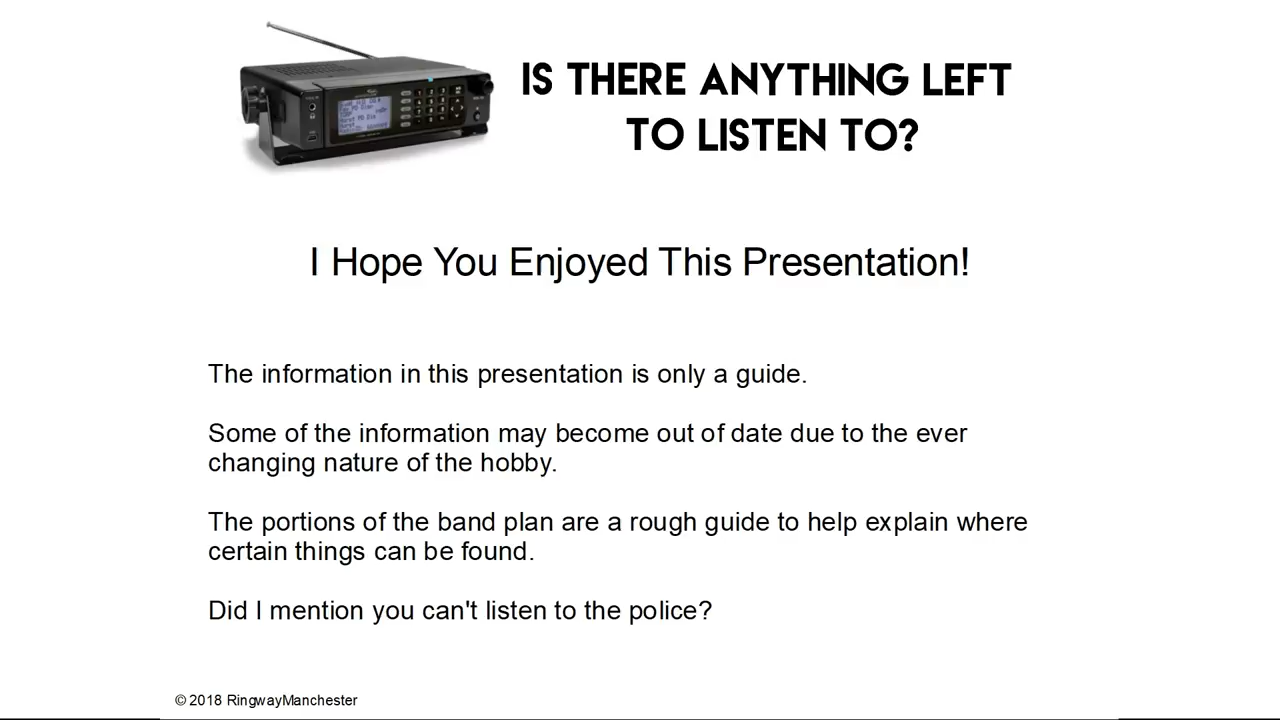 IS THERE ANYTHING LEFT
TO LISTEN TO?
I Hope You Enjoyed This Presentation!
The information in this presentation is only a guide.
Some of the information may become out of date due to the ever
changing nature of the hobby.
The portions of the band plan are a rough guide to help explain where
certain things can be found.
Did I mention you can't listen to the police?
© 2018 RingwayManchester